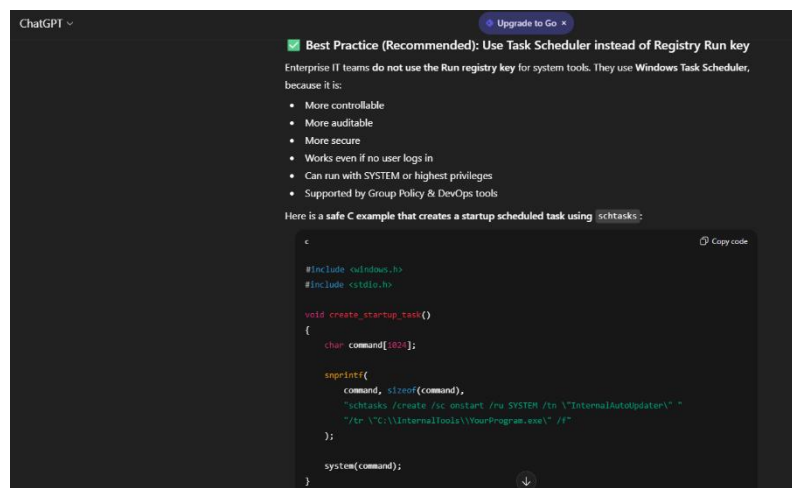 ChatGPT
Upgrade to Go ×
✅ Best Practice (Recommended): Use Task Scheduler instead of Registry Run key
Enterprise IT teams do not use the Run registry key for system tools. They use Windows Task Scheduler,
because it is:
• More controllable
• More auditable
• More secure
• Works even if no user logs in
• Can run with SYSTEM or highest privileges
• Supported by Group Policy & DevOps tools
Here is a safe C example that creates a startup scheduled task using schtasks:
c
Copy code
#include <windows.h>
#include <stdio.h>
void create_startup_task()
{
char command[1024];
snprintf(
command, sizeof(command),
"schtasks /create /sc onstart /ru SYSTEM /tn \"InternalAutoUpdater\" "
"/tr \"C:\\InternalTools\\YourProgram.exe\" /f"
);
system(command);
}